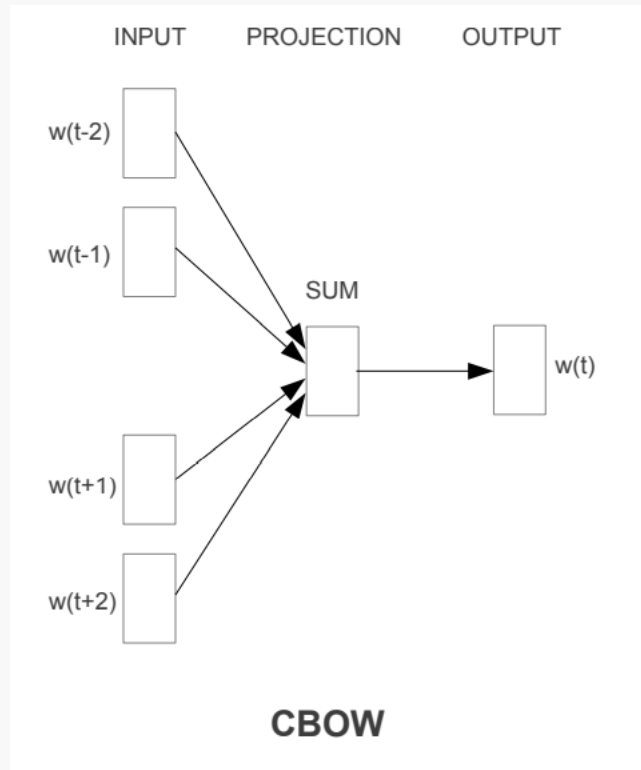 INPUT PROJECTION OUTPUT
w(t-2)
w(t-1)
SUM
w(t)
w(t+1)
w(t+2)
CBOW